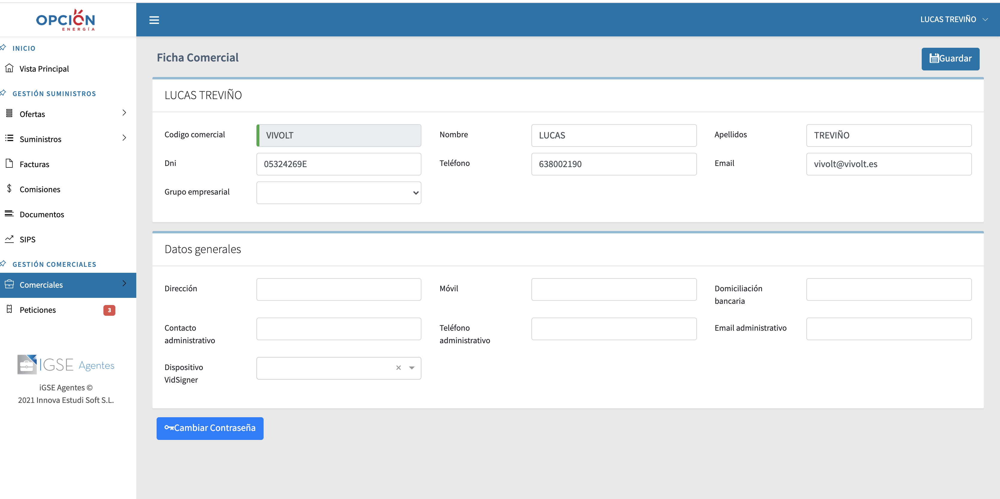 OPCIÓN
ENERGÍA
LUCAS TREVIÑO
INICIO
Vista Principal
GESTIÓN SUMINISTROS
Ofertas
Suministros
Facturas
Comisiones
Documentos
SIPS
GESTIÓN COMERCIALES
Comerciales
Peticiones 3
IGSE Agentes
iGSE Agentes ©
2021 Innova Estudi Soft S.L.
Ficha Comercial
Guardar
LUCAS TREVIÑO
Codigo comercial VIVOLT Nombre LUCAS Apellidos TREVIÑO
Dni 05324269E Teléfono 638002190 Email vivolt@vivolt.es
Grupo empresarial
Datos generales
Dirección
Móvil
Domiciliación
bancaria
Contacto
administrativo
Teléfono
administrativo
Email administrativo
Dispositivo
VidSigner
Cambiar Contraseña